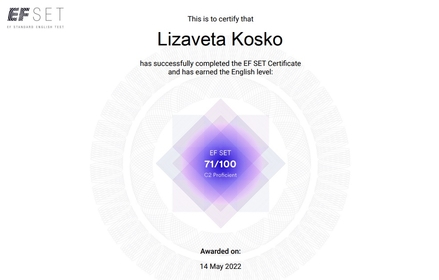 EF SET
EF STANDARD ENGLISH TEST
This is to certify that
Lizaveta Kosko
has successfully completed the EF SET Certificate
and has earned the English level:
EF SET
71/100
C2 Proficient
Awarded on:
14 May 2022